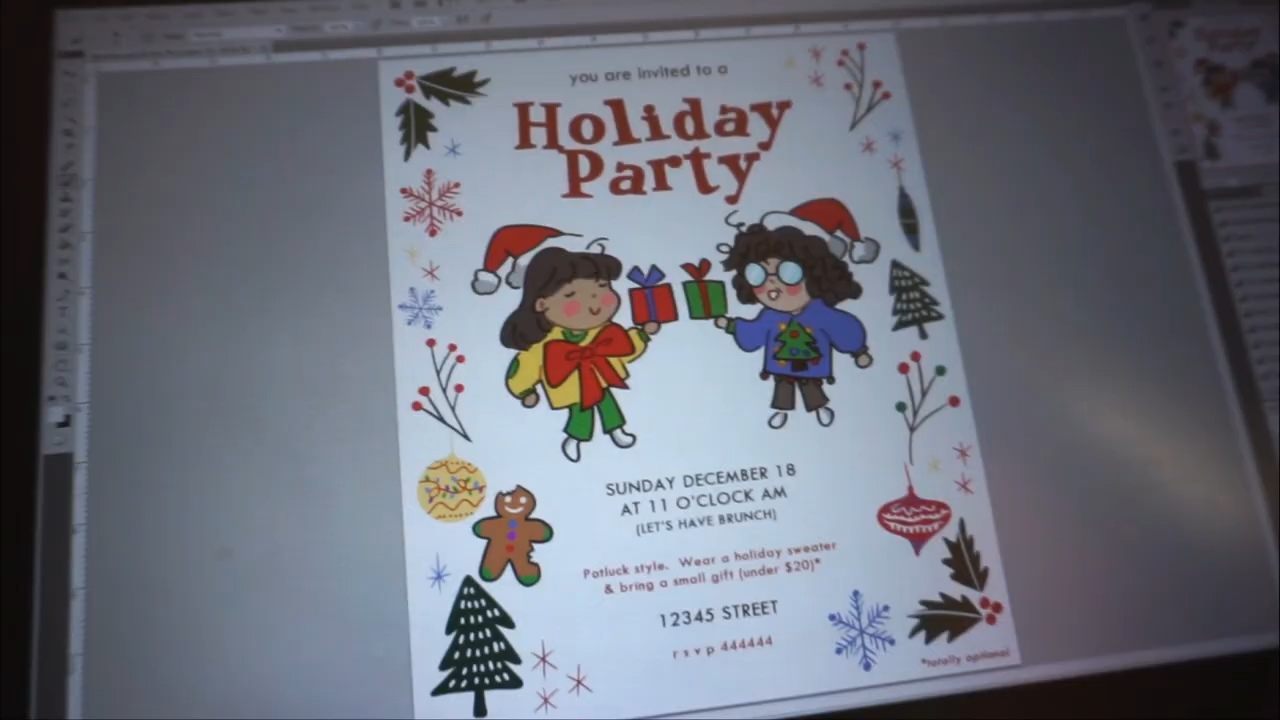 you are invited to a
Holiday
Party
SUNDAY DECEMBER 18
AT 11 O'CLOCK AM
(LET'S HAVE BRUNCH)
Potluck style. Wear a holiday sweater
& bring a small gift (under $20)*
12345 STREET
rsvp 444444
*totally optional